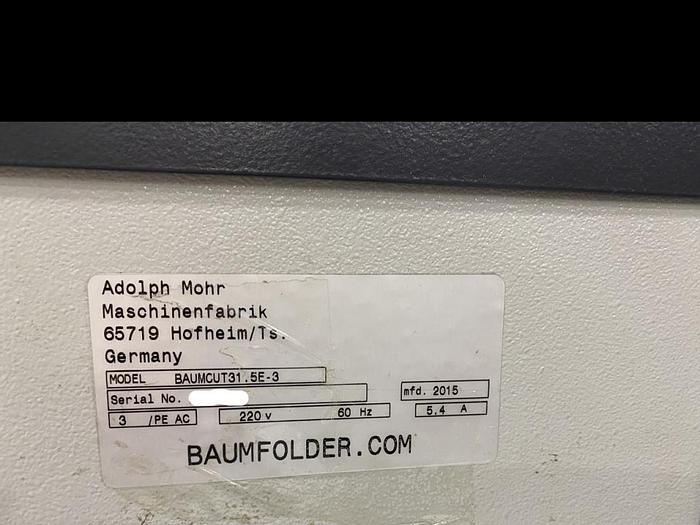 Adolph Mohr
Maschinenfabrik
65719 Hofheim/Ts.
Germany
MODEL BAUMCUT31.5E-3
Serial No.
mfd. 2015
3 /PE AC 220 v 60 Hz 5.4 A
BAUMFOLDER.COM